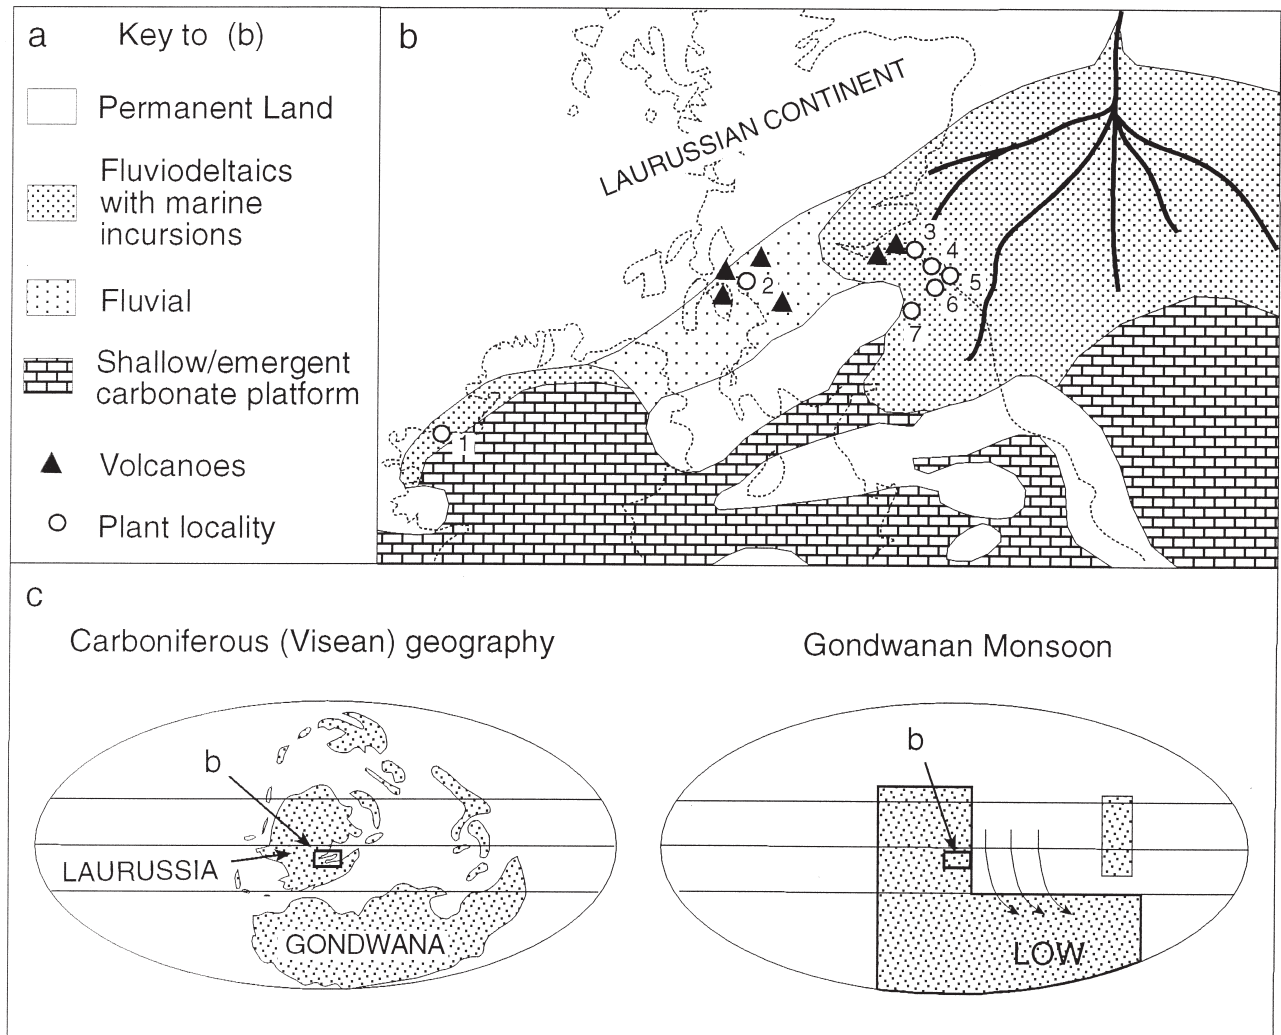 a Key to (b)
Permanent Land
Fluviodeltaics
with marine
incursions
Fluvial
Shallow/emergent
carbonate platform
Volcanoes
Plant locality
b
LAURUSSIAN CONTINENT
3
4
5
2
6
7
1
c
Carboniferous (Visean) geography
b
LAURUSSIA
GONDWANA
Gondwanan Monsoon
b
LOW